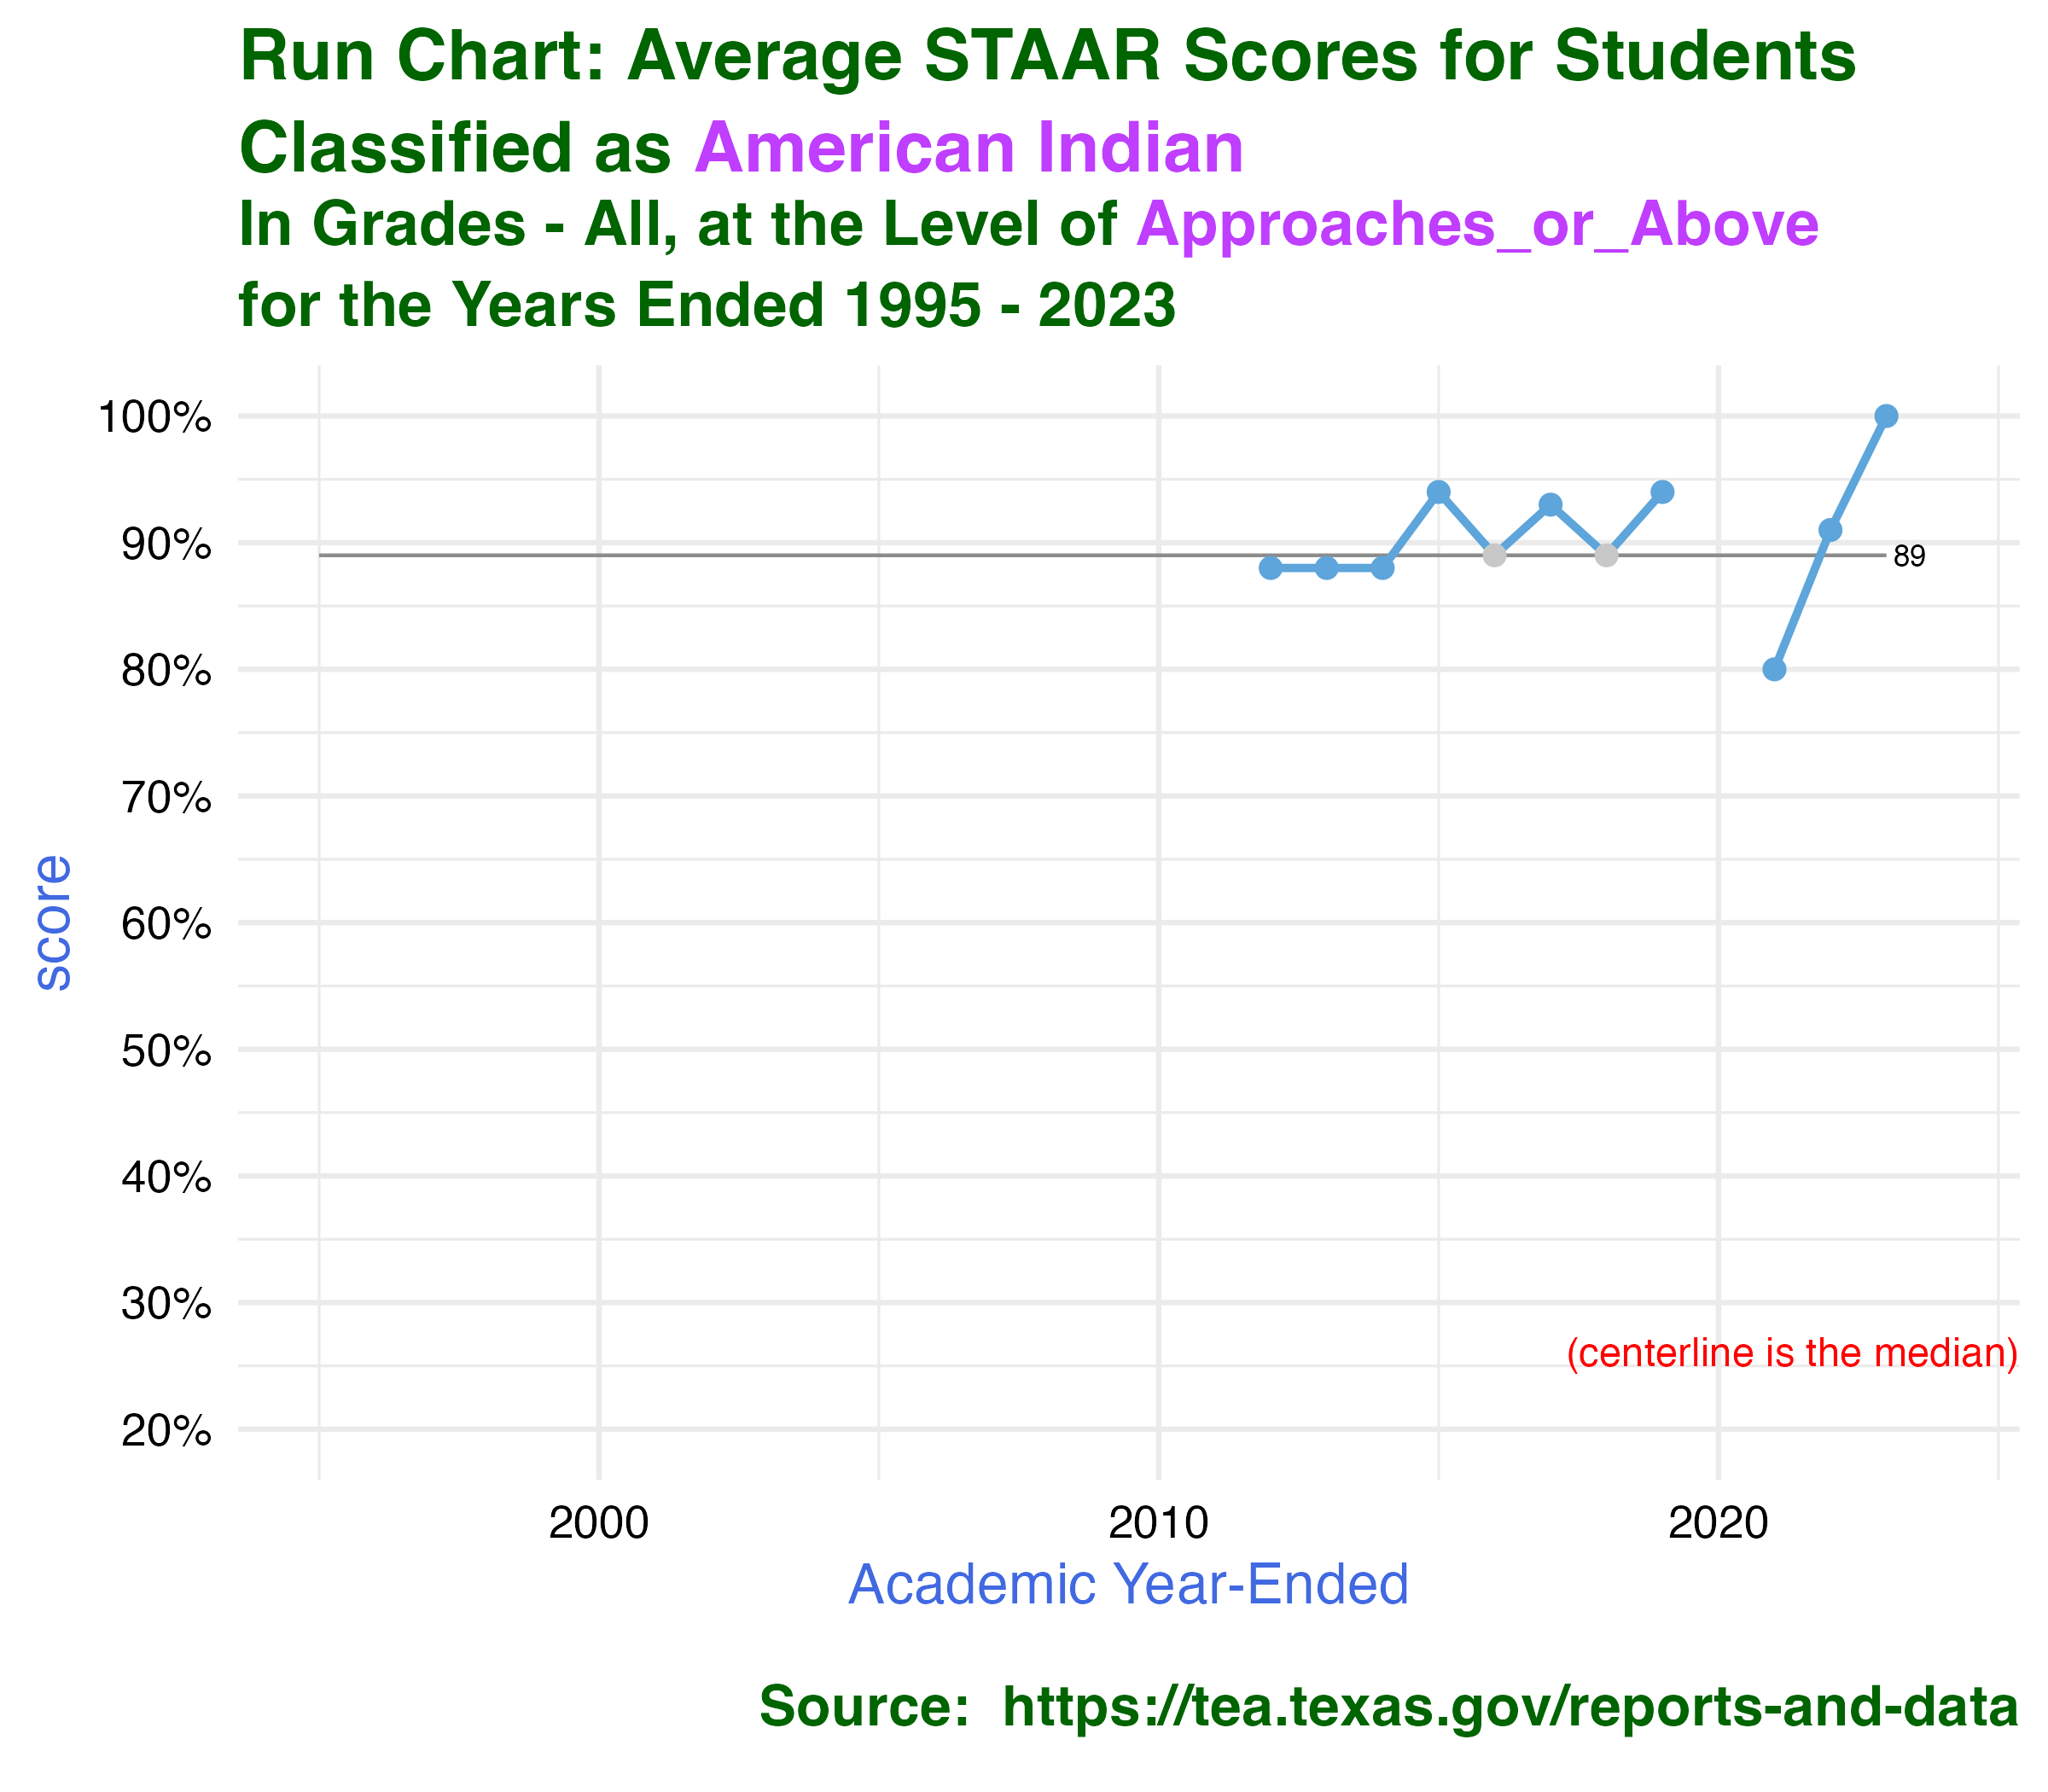 Run Chart: Average STAAR Scores for Students
Classified as American Indian
In Grades - All, at the Level of Approaches_or_Above
for the Years Ended 1995 - 2023
100%
90%
89
80%
70%
60%
50%
40%
30%
20%
score
(centerline is the median)
2000 2010 2020
Academic Year-Ended
Source:  https://tea.texas.gov/reports-and-data